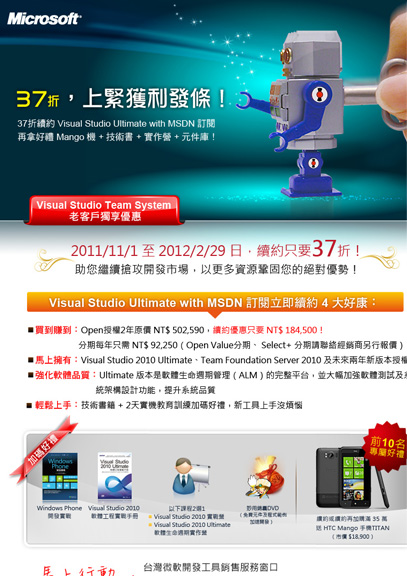 Microsoft
37折，上緊獲利發條！
37折續約 Visual Studio Ultimate with MSDN 訂閱
再拿好禮 Mango 機 + 技術書 + 實作營 + 元件庫！
Visual Studio Team System
老客戶獨享優惠
2011/11/1 至 2012/2/29 日，續約只要37折！
助您繼續搶攻開發市場，以更多資源鞏固您的絕對優勢！
Visual Studio Ultimate with MSDN 訂閱立即續約 4 大好康：
■ 買到賺到：Open授權2年原價 NT$ 502,590，續約優惠只要 NT$ 184,500！
分期每年只需 NT$ 92,250（Open Value分期、 Select+ 分期請聯絡經銷商另行報價）
■ 馬上擁有：Visual Studio 2010 Ultimate、Team Foundation Server 2010 及未來兩年新版本授權
■ 強化軟體品質：Ultimate 版本是軟體生命週期管理（ALM）的完整平台，並大幅加強軟體測試及系
統架構設計功能，提升系統品質
■ 輕鬆上手：技術書籍 + 2天實機教育訓練加碼好禮，新工具上手沒煩惱
加碼好禮
前10名
專屬好禮
Windows Phone
開發實戰
Visual Studio 2010
軟體工程實戰手冊
以下課程2選1
Visual Studio 2010 實戰營
Visual Studio 2010 Ultimate
軟體生命週期實作營
即用錦囊DVD
加碼開發）
續約或續約再加購滿 35 萬
送 HTC Mango 手機TITAN
（市價 $18,900）
馬上行動
台灣微軟開發工具銷售服務窗口